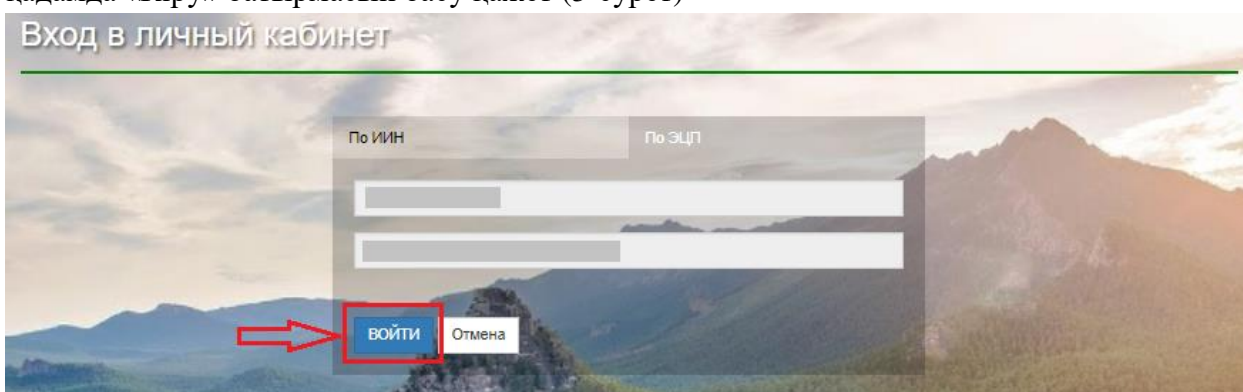 Вход в личный кабинет
По ИИН
По ЭЦП
ВОЙТИ
Отмена